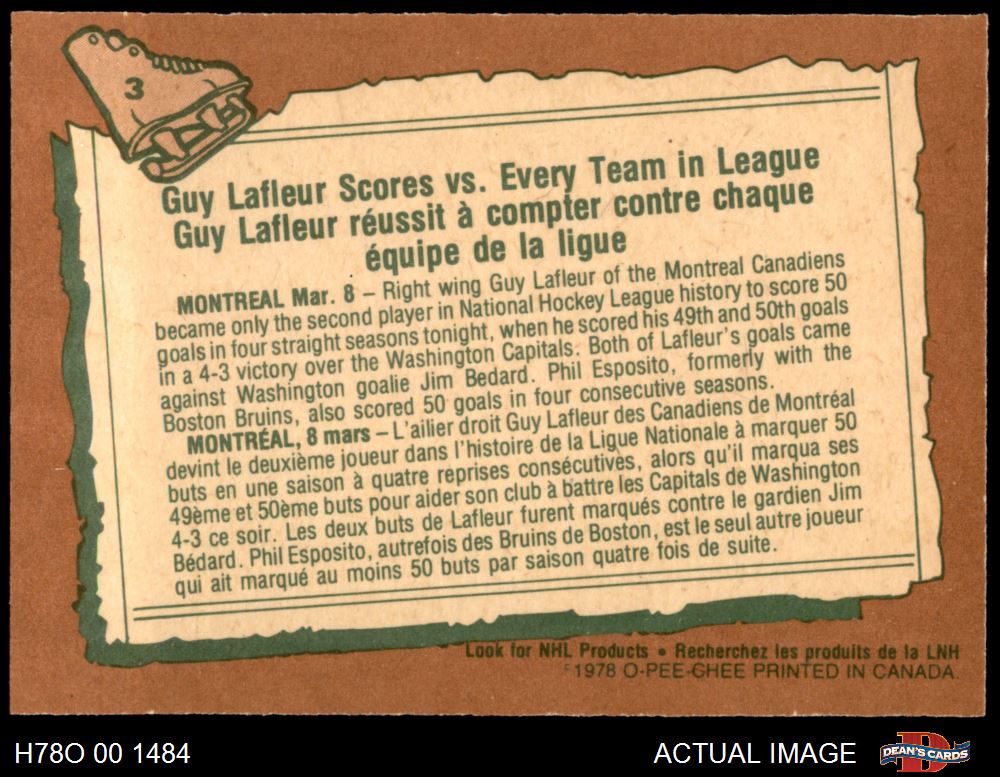 3
Guy Lafleur Scores vs. Every Team in League
Guy Lafleur réussit à compter contre chaque
équipe de la ligue
MONTREAL Mar. 8 – Right wing Guy Lafleur of the Montreal Canadiens
became only the second player in National Hockey League history to score 50
goals in four straight seasons tonight, when he scored his 49th and 50th goals
in a 4-3 victory over the Washington Capitals. Both of Lafleur's goals came
against Washington goalie Jim Bedard. Phil Esposito, formerly with the
Boston Bruins, also scored 50 goals in four consecutive seasons.
MONTRÉAL, 8 mars – L'ailier droit Guy Lafleur des Canadiens de Montréal
devint le deuxième joueur dans l'histoire de la Ligue Nationale à marquer 50
buts en une saison à quatre reprises consécutives, alors qu'il marqua ses
49ème et 50ème buts pour aider son club à battre les Capitals de Washington
4-3 ce soir. Les deux buts de Lafleur furent marqués contre le gardien Jim
Bédard. Phil Esposito, autrefois des Bruins de Boston, est le seul autre joueur
qui ait marqué au moins 50 buts par saison quatre fois de suite.
Look for NHL Products • Recherchez les produits de la LNH
©1978 O-PEE-CHEE PRINTED IN CANADA.
H78O 00 1484
ACTUAL IMAGE
DEAN'S CARDS